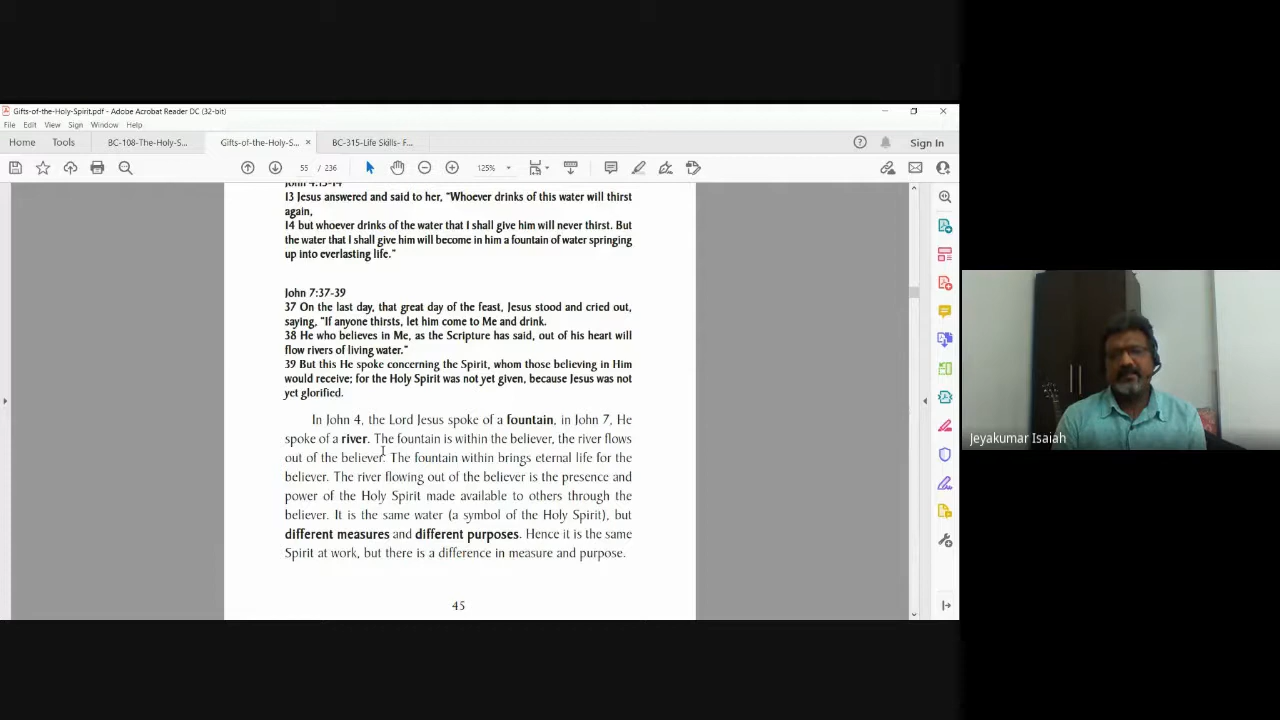 Gifts-of-the-Holy-Spirit.pdf - Adobe Acrobat Reader DC (32-bit)
File Edit View Sign Window Help
Home Tools BC-108-The-Holy-S... Gifts-of-the-Holy-S... × BC-315-Life Skills- F... Sign In
55 / 236 125%
John 4:13-14
13 Jesus answered and said to her, “Whoever drinks of this water will thirst
again,
14 but whoever drinks of the water that I shall give him will never thirst. But
the water that I shall give him will become in him a fountain of water springing
up into everlasting life.”
John 7:37-39
37 On the last day, that great day of the feast, Jesus stood and cried out,
saying, “If anyone thirsts, let him come to Me and drink.
38 He who believes in Me, as the Scripture has said, out of his heart will
flow rivers of living water.”
39 But this He spoke concerning the Spirit, whom those believing in Him
would receive; for the Holy Spirit was not yet given, because Jesus was not
yet glorified.
In John 4, the Lord Jesus spoke of a fountain, in John 7, He
spoke of a river. The fountain is within the believer, the river flows
out of the believer. The fountain within brings eternal life for the
believer. The river flowing out of the believer is the presence and
power of the Holy Spirit made available to others through the
believer. It is the same water (a symbol of the Holy Spirit), but
different measures and different purposes. Hence it is the same
Spirit at work, but there is a difference in measure and purpose.
45
Jeyakumar Isaiah